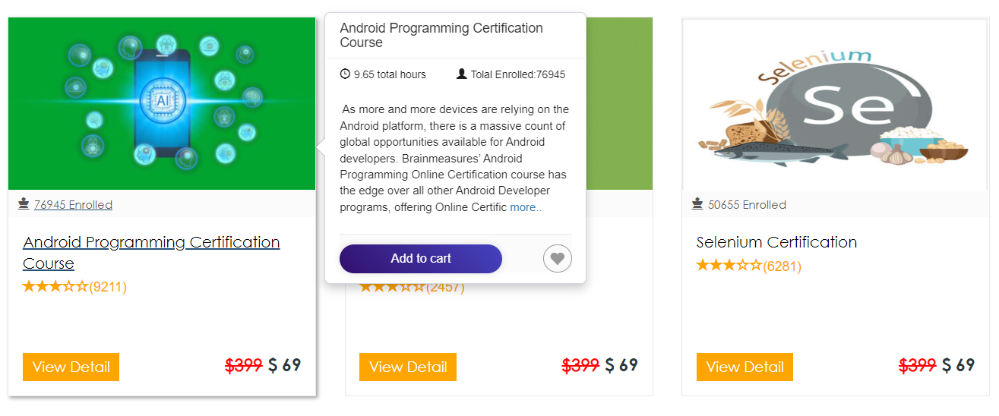 AI
76945 Enrolled
Android Programming Certification
Course
★★★☆☆(9211)
View Detail
$399 $ 69
Android Programming Certification
Course
9.65 total hours
Tolal Enrolled:76945
As more and more devices are relying on the
Android platform, there is a massive count of
global opportunities available for Android
developers. Brainmeasures’ Android
Programming Online Certification course has
the edge over all other Android Developer
programs, offering Online Certific more..
Add to cart
★★★☆☆(2457)
View Detail
$399 $ 69
Selenium
Se
50655 Enrolled
Selenium Certification
★★★☆☆(6281)
View Detail
$399 $ 69